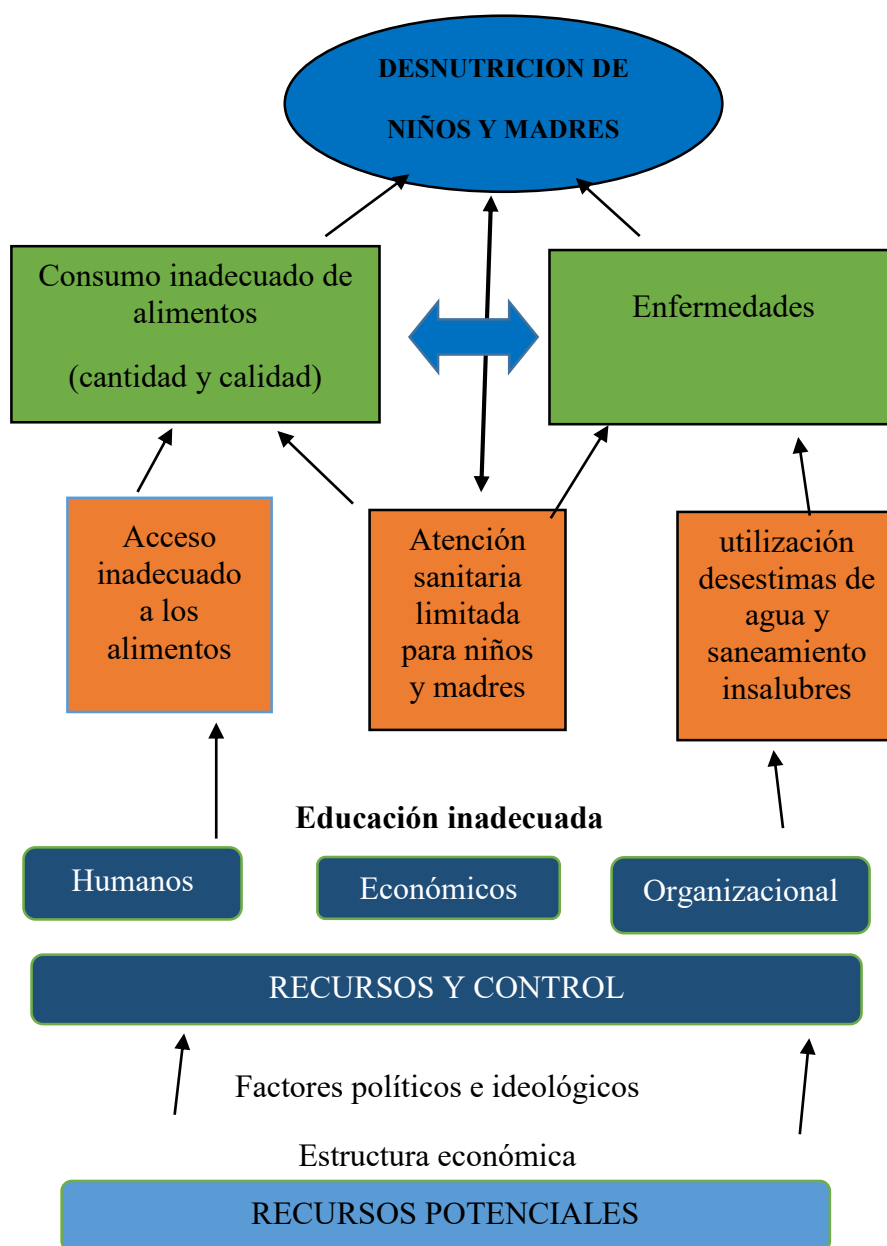 DESNUTRICION DE
NIÑOS Y MADRES
Consumo inadecuado de
alimentos
(cantidad y calidad)
Enfermedades
Acceso
inadecuado
a los
alimentos
Atención
sanitaria
limitada
para niños
y madres
utilización
desestimas de
agua y
saneamiento
insalubres
Educación inadecuada
Humanos
Económicos
Organizacional
RECURSOS Y CONTROL
Factores políticos e ideológicos
Estructura económica
RECURSOS POTENCIALES